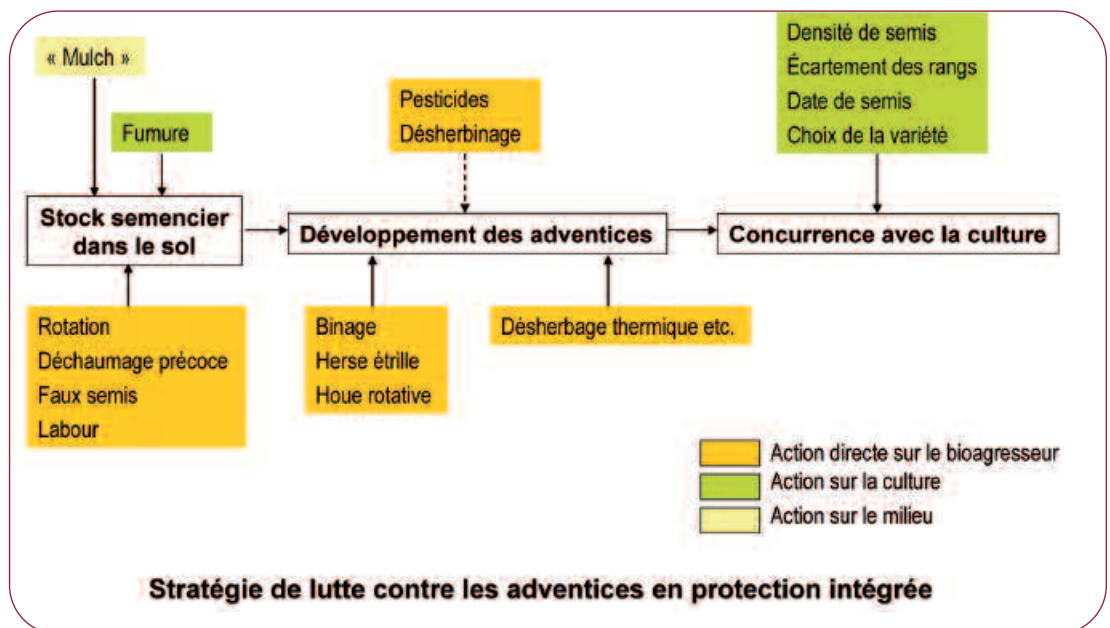 « Mulch »
Fumure
Pesticides
Désherbinage
Densité de semis
Écartement des rangs
Date de semis
Choix de la variété
Stock semencier
dans le sol
Développement des adventices
Concurrence avec la culture
Rotation
Déchaumage précoce
Faux semis
Labour
Binage
Herse étrille
Houe rotative
Désherbage thermique etc.
Action directe sur le bioagresseur
Action sur la culture
Action sur le milieu
Stratégie de lutte contre les adventices en protection intégrée